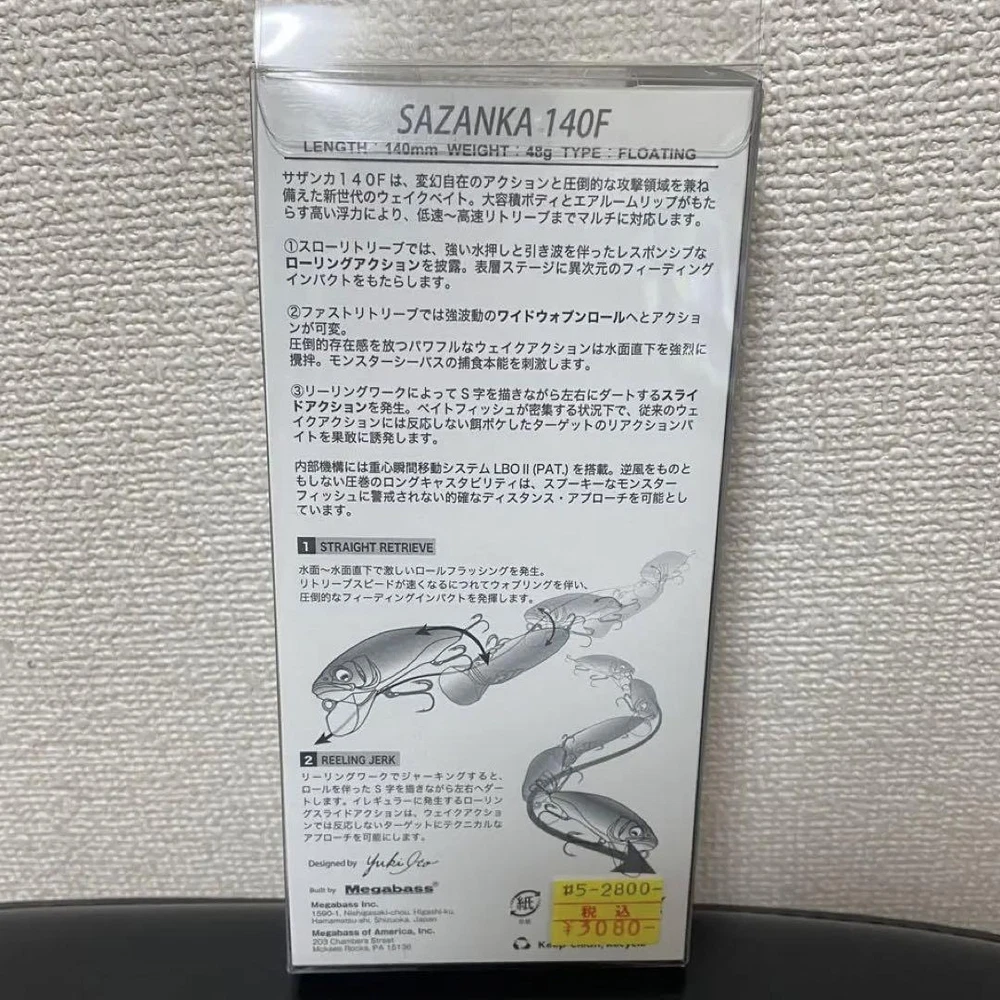 SAZANKA 140F
LENGTH : 140mm WEIGHT : 48g TYPE : FLOATING
サザンカ140Fは、変幻自在のアクションと圧倒的な攻撃領域を兼ね
備えた新世代のウェイクベイト。大容積ボディとエアルームリップがもた
らす高い浮力により、低速〜高速リトリーブまでマルチに対応します。
①スローリトリーブでは、強い水押しと引き波を伴ったレスポンシブな
ローリングアクションを披露。表層ステージに異次元のフィーディング
インパクトをもたらします。
②ファストリトリーブでは強波動のワイドウォブンロールへとアクショ
ンが可変。
圧倒的存在感を放つパワフルなウェイクアクションは水面直下を強烈に
攪拌。モンスターシーバスの捕食本能を刺激します。
③リーリングワークによってS字を描きながら左右にダートするスライ
ドアクションを発生。ベイトフィッシュが密集する状況下で、従来のウェ
イクアクションには反応しない餌ボケしたターゲットのリアクションバ
イトを果敢に誘発します。
内部機構には重心瞬間移動システム LBOⅡ(PAT.) を搭載。逆風をものと
もしない圧巻のロングキャスタビリティは、スプーキーなモンスター
フィッシュに警戒されない的確なディスタンス・アプローチを可能とし
ています。
1 STRAIGHT RETRIEVE
水面〜水面直下で激しいロールフラッシングを発生。
リトリーブスピードが速くなるにつれてウォブリングを伴い、
圧倒的なフィーディングインパクトを発揮します。
2 REELING JERK
リーリングワークでジャーキングすると、
ロールを伴ったS字を描きながら左右へダー
トします。イレギュラーに発生するローリン
グスライドアクションは、ウェイクアクショ
ンでは反応しないターゲットにテクニカルな
アプローチを可能にします。
Designed by Yuki Ito
Built by Megabass®
Megabass Inc.
1590-1, Nishigasaki-chou, Higashi-ku,
Hamamatsu-shi, Shizuoka, Japan
Megabass of America, Inc.
203 Chambers Street
Mckees Rocks, PA 15136
紙
#5-2800-
税込
¥3080-
Keep Clean, Recycle